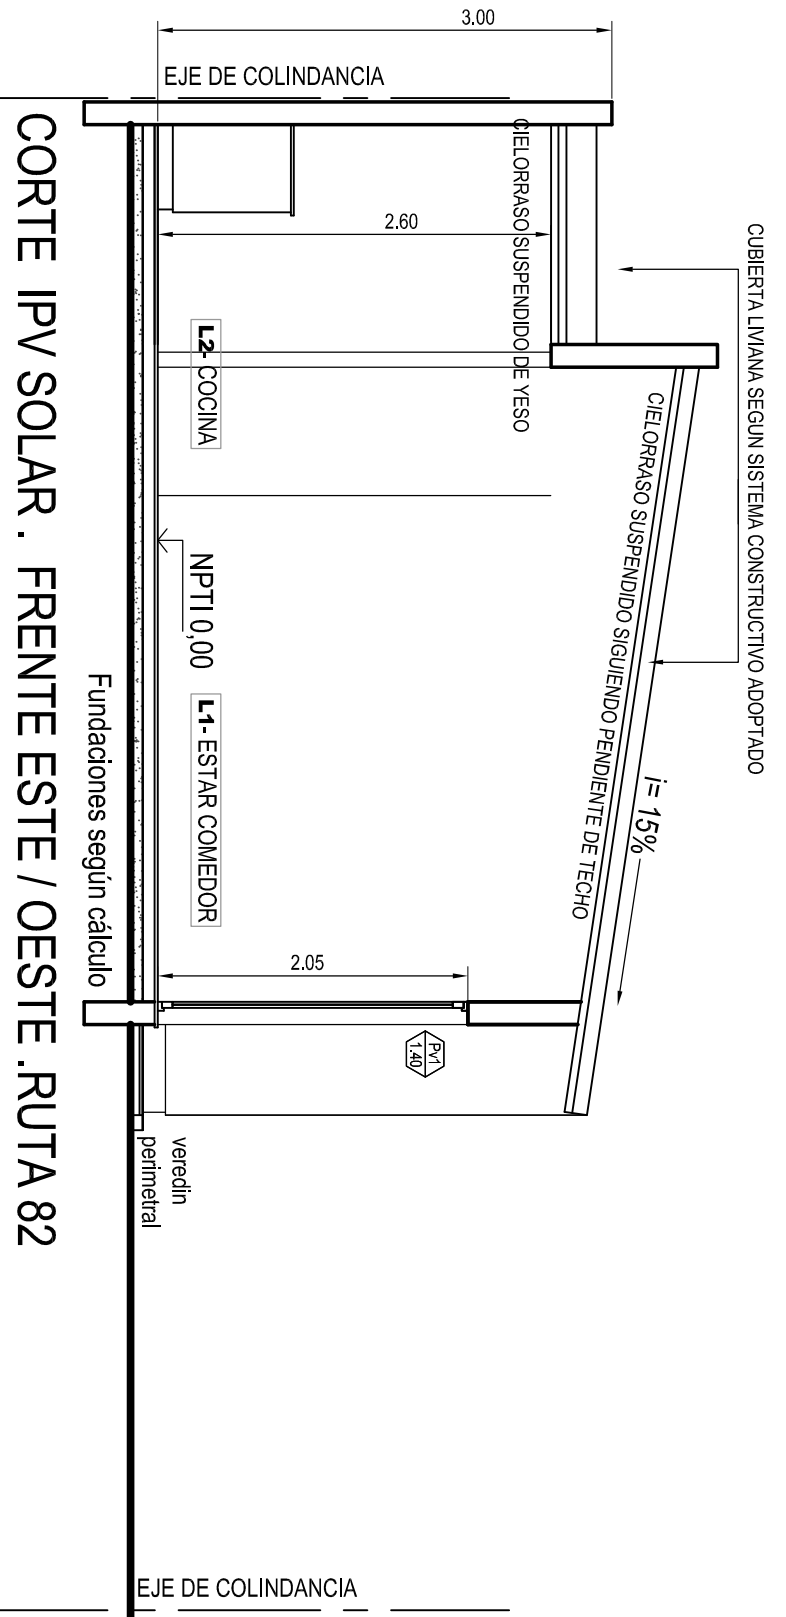 3.00
EJE DE COLINDANCIA
CUBIERTA LIVIANA SEGUN SISTEMA CONSTRUCTIVO ADOPTADO
CIELORRASO SUSPENDIDO DE YESO
CIELORRASO SUSPENDIDO SIGUIENDO PENDIENTE DE TECHO
i= 15%
2.60
L2- COCINA
NPTI 0,00
L1- ESTAR COMEDOR
2.05
Pv1
1.40
veredin
perimetral
Fundaciones según cálculo
EJE DE COLINDANCIA
CORTE IPV SOLAR . FRENTE ESTE / OESTE .RUTA 82